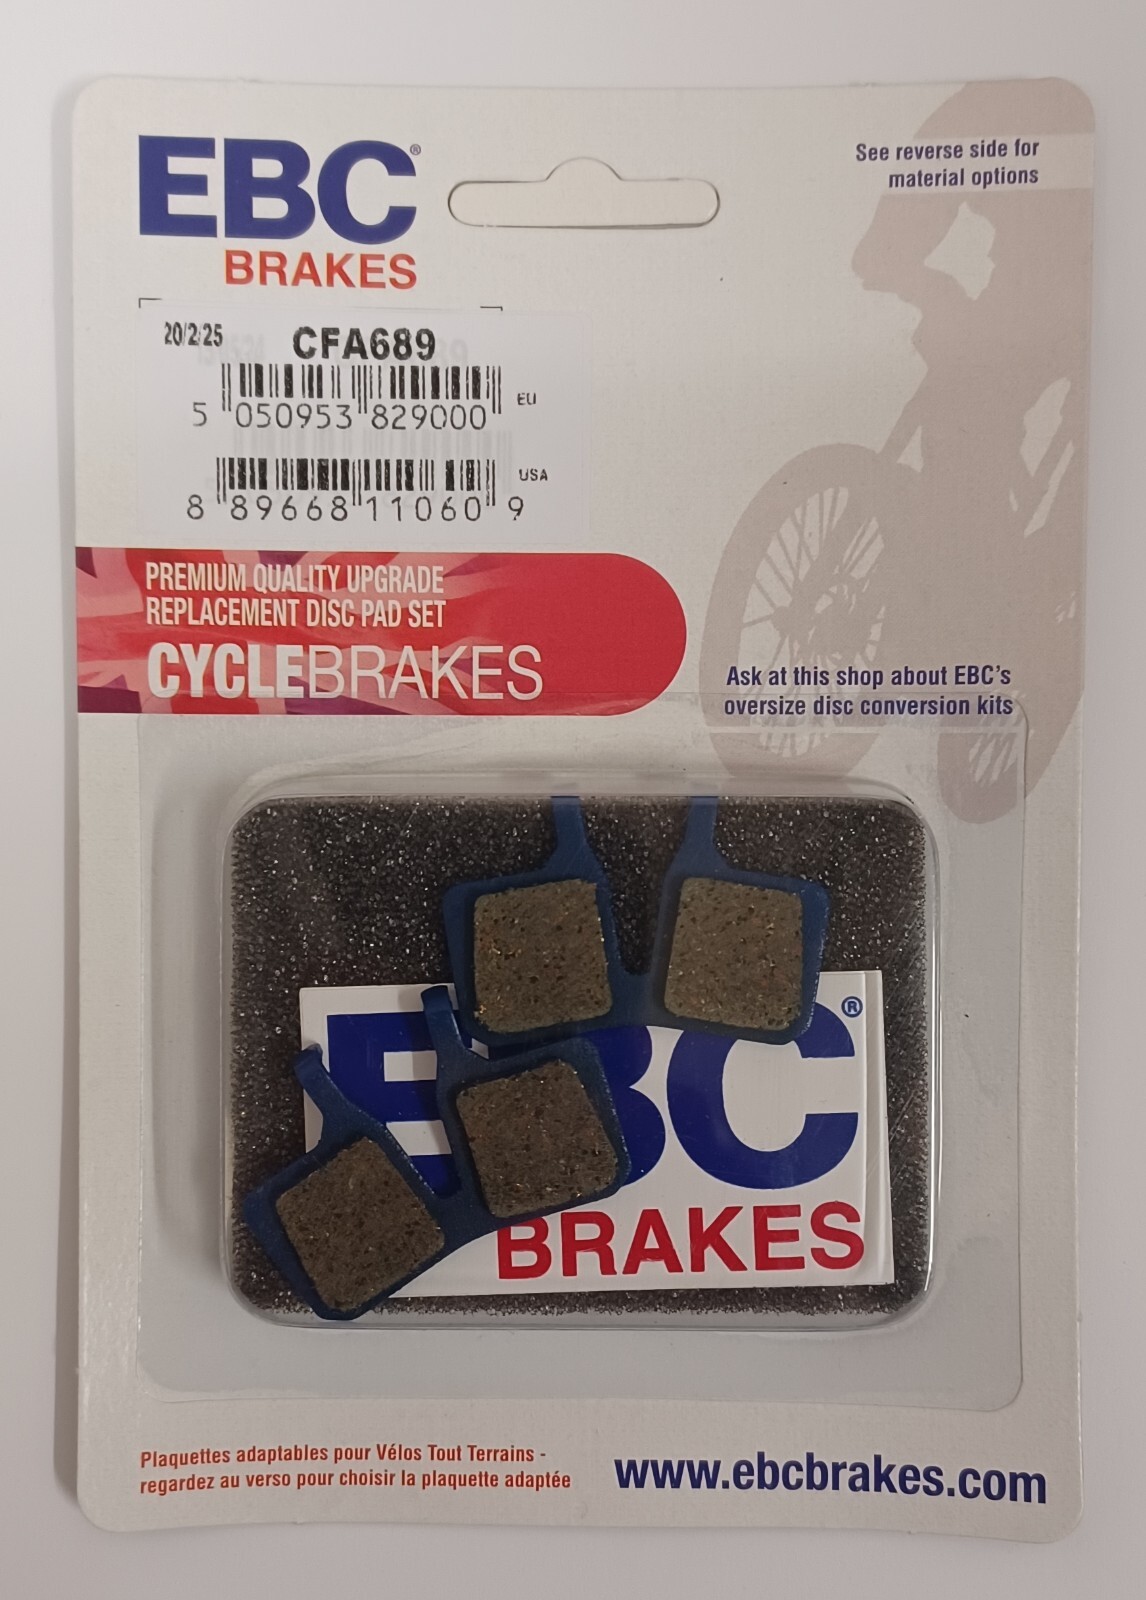 EBC®
BRAKES
See reverse side for
material options
20/2/25 CFA689
5 050953 829000 EU
8 89668 11060 9 USA
PREMIUM QUALITY UPGRADE
REPLACEMENT DISC PAD SET
CYCLEBRAKES
Ask at this shop about EBC's
oversize disc conversion kits
EBC®
BRAKES
Plaquettes adaptables pour Vélos Tout Terrains -
regardez au verso pour choisir la plaquette adaptée
www.ebcbrakes.com